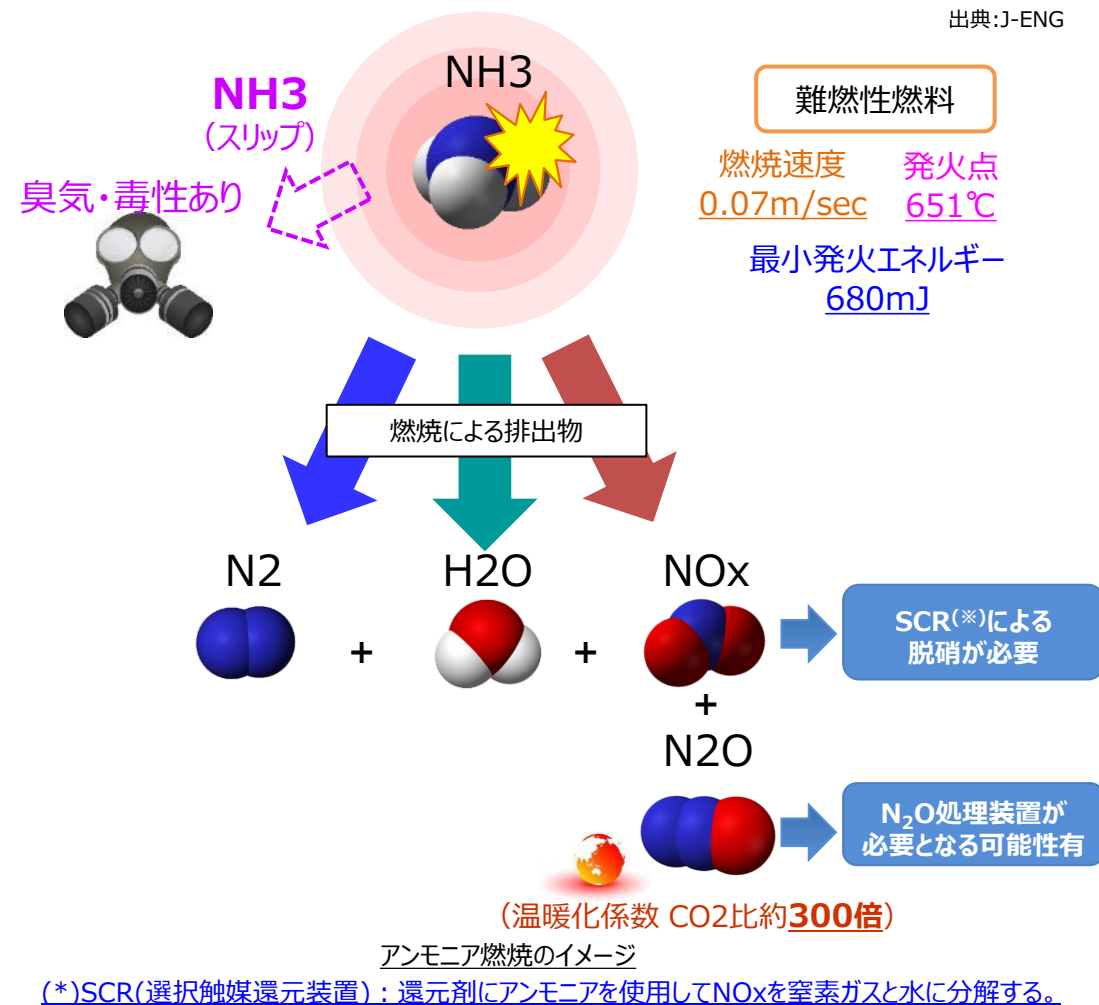 出典:J-ENG
NH3
NH3
(スリップ)
臭気・毒性あり
難燃性燃料
燃焼速度
0.07m/sec
発火点
651℃
最小発火エネルギー
680mJ
燃焼による排出物
N2
H2O
NOx
+
+
SCR(※)による
脱硝が必要
+
N2O
N2O処理装置が
必要となる可能性有
(温暖化係数 CO2比約300倍)
アンモニア燃焼のイメージ
(*)SCR(選択触媒還元装置)：還元剤にアンモニアを使用してNOxを窒素ガスと水に分解する。